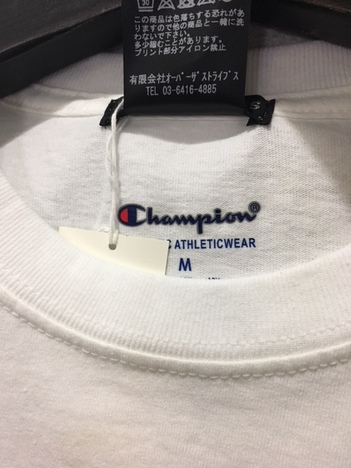 この商品は色落ちする恐れが
ありますので他の商品と一緒に洗
わないで下さい。
多少縮むことがあります。
プリント部分アイロン禁止
有限会社オーバーザストライプス
TEL 03-6416-4885
Champion®
C ATHLETICWEAR
M